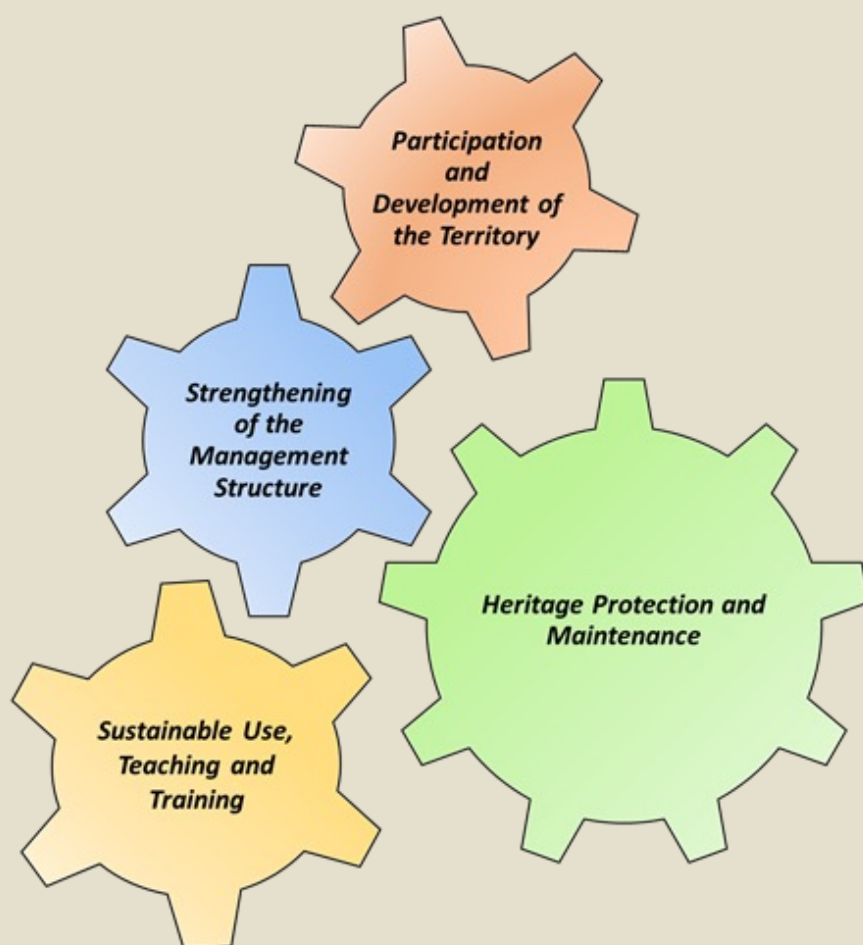 Participation
and
Development of
the Territory
Strengthening
of the
Management
Structure
Heritage Protection and
Maintenance
Sustainable Use,
Teaching and
Training